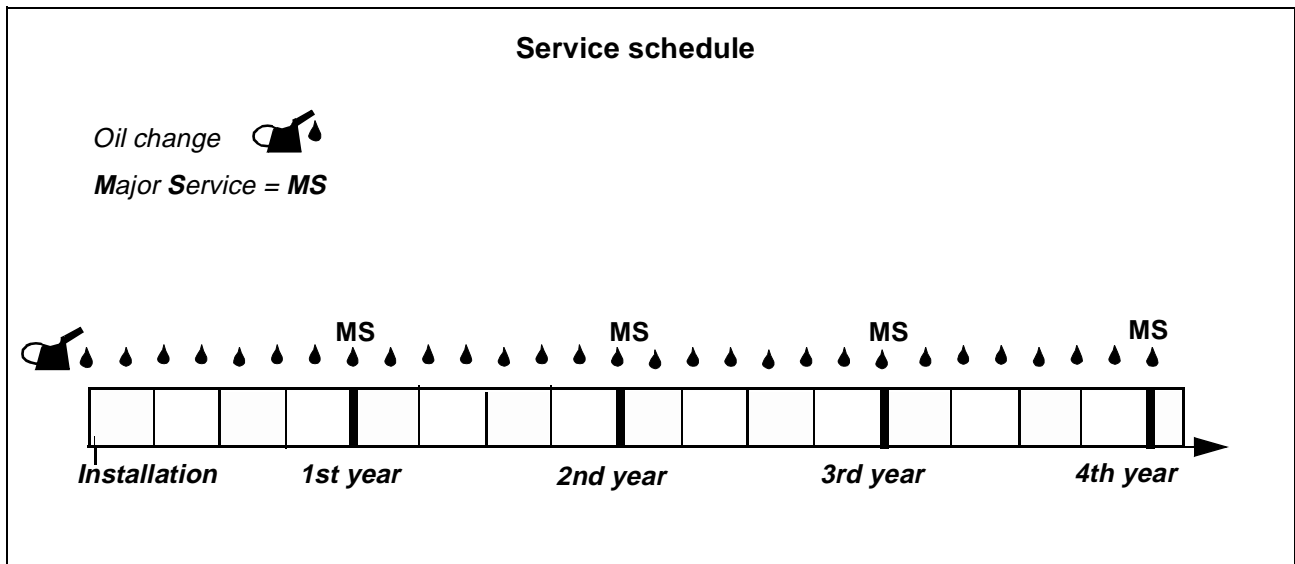 Service schedule
Oil change
Major Service = MS
MS MS MS MS
Installation 1st year 2nd year 3rd year 4th year